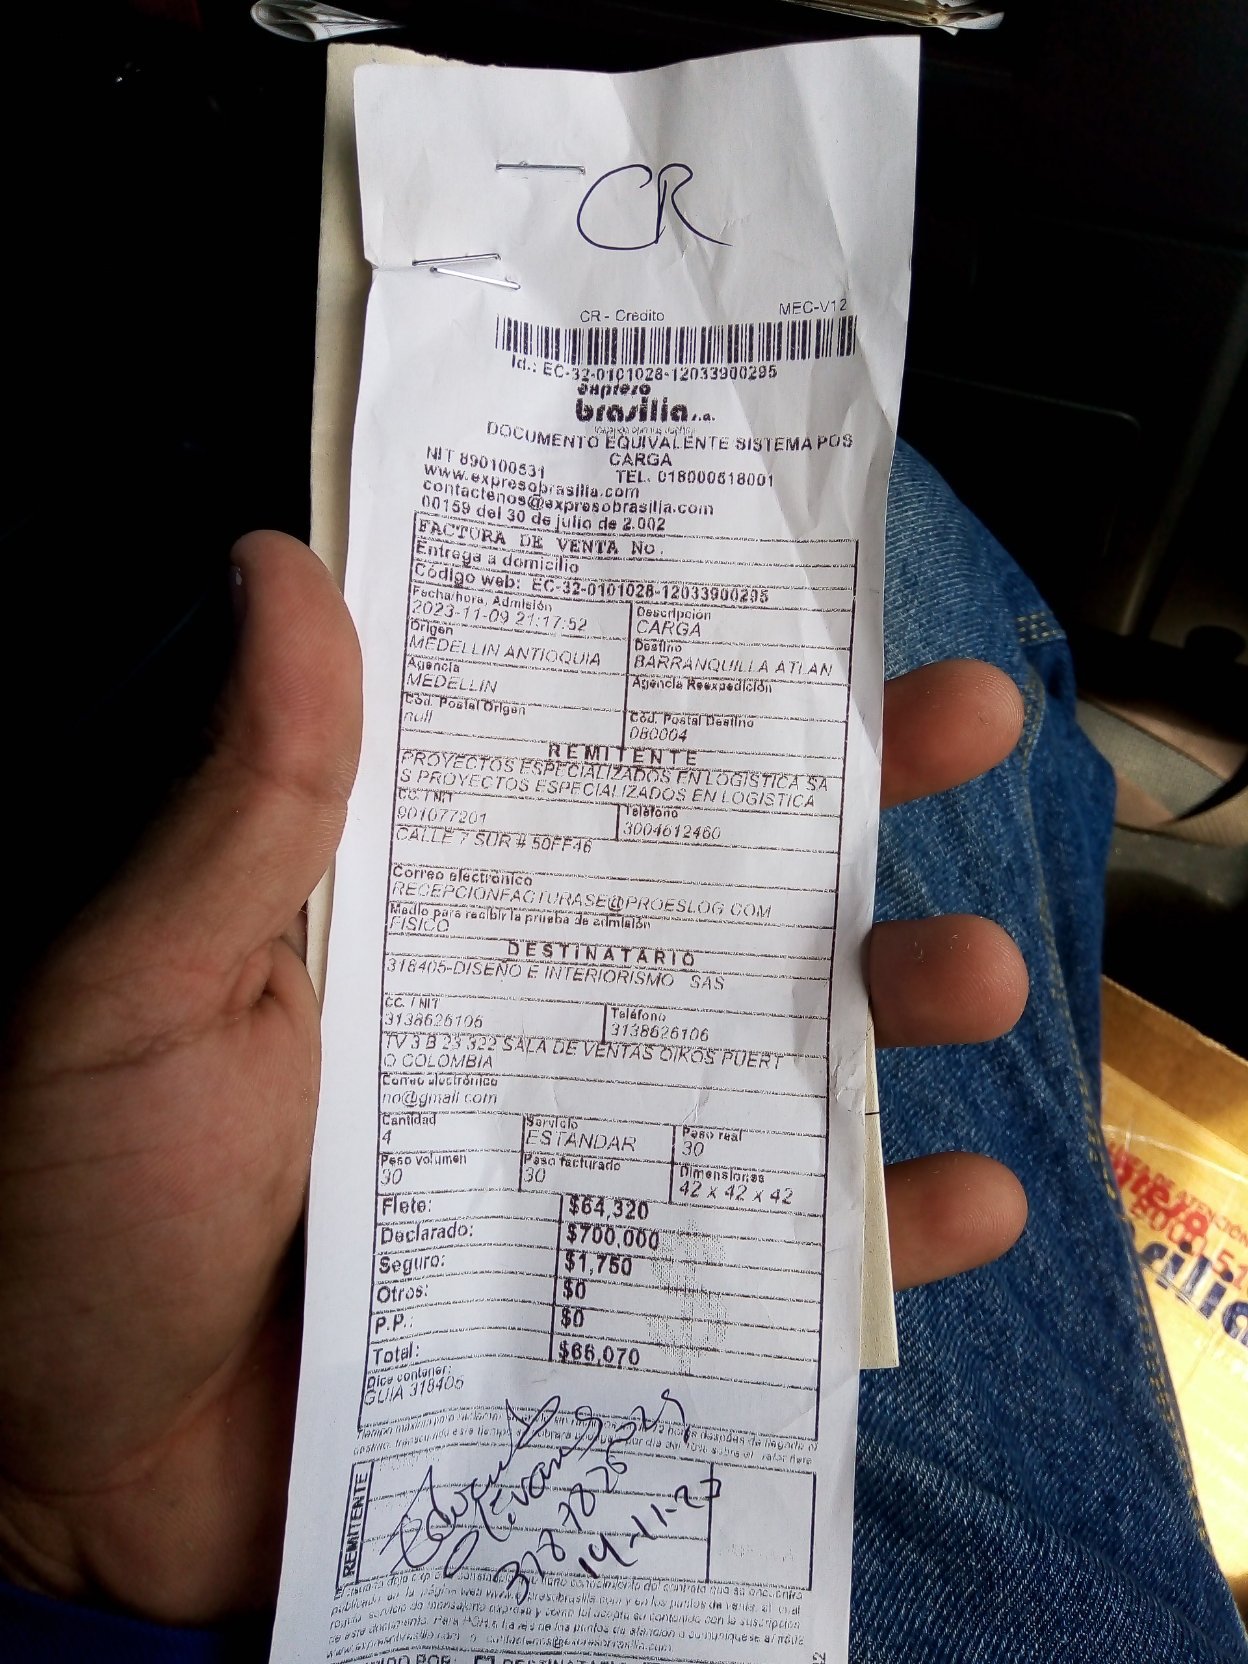 CR
CR - Crédito MEC-V12
Id.: EC-32-0101028-12033900295
expreso
brasilia s.a.
DOCUMENTO EQUIVALENTE SISTEMA POS
CARGA
NIT 890100531 TEL. 018000518001
www.expresobrasilia.com
contactenos@expresobrasilia.com
00159 del 30 de julio de 2.002
FACTURA DE VENTA No.
Entrega a domicilio
Código web: EC-32-0101028-12033900295
Fecha/hora, Admisión Descripción
2023-11-09 21:17:52 CARGA
Origen Destino
MEDELLIN ANTIOQUIA BARRANQUILLA ATLAN
Agencia Agencia Reexpedición
MEDELLIN
Cód. Postal Origen Cód. Postal Destino
null 080004
REMITENTE
PROYECTOS ESPECIALIZADOS EN LOGISTICA SA
S PROYECTOS ESPECIALIZADOS EN LOGISTICA
CC. / NIT Teléfono
901077201 3004612460
CALLE 7 SUR # 50FF46
Correo electrónico
RECEPCIONFACTURASE@PROESLOG.COM
Medio para recibir la prueba de admisión
FISICO
DESTINATARIO
318405-DISEÑO E INTERIORISMO SAS
CC. / NIT Teléfono
3138626106 3138626106
TV 3 B 23 322 SALA DE VENTAS OIKOS PUERT
O COLOMBIA
Correo electrónico
no@gmail.com
Cantidad Servicio Peso real
4 ESTANDAR 30
Peso volumen Peso facturado Dimensiones
30 30 42 x 42 x 42
Flete: $64,320
Declarado: $700,000
Seguro: $1,750
Otros: $0
P.P.: $0
Total: $66,070
Dice contener:
GUIA 318405
REMITENTE
14-11-23